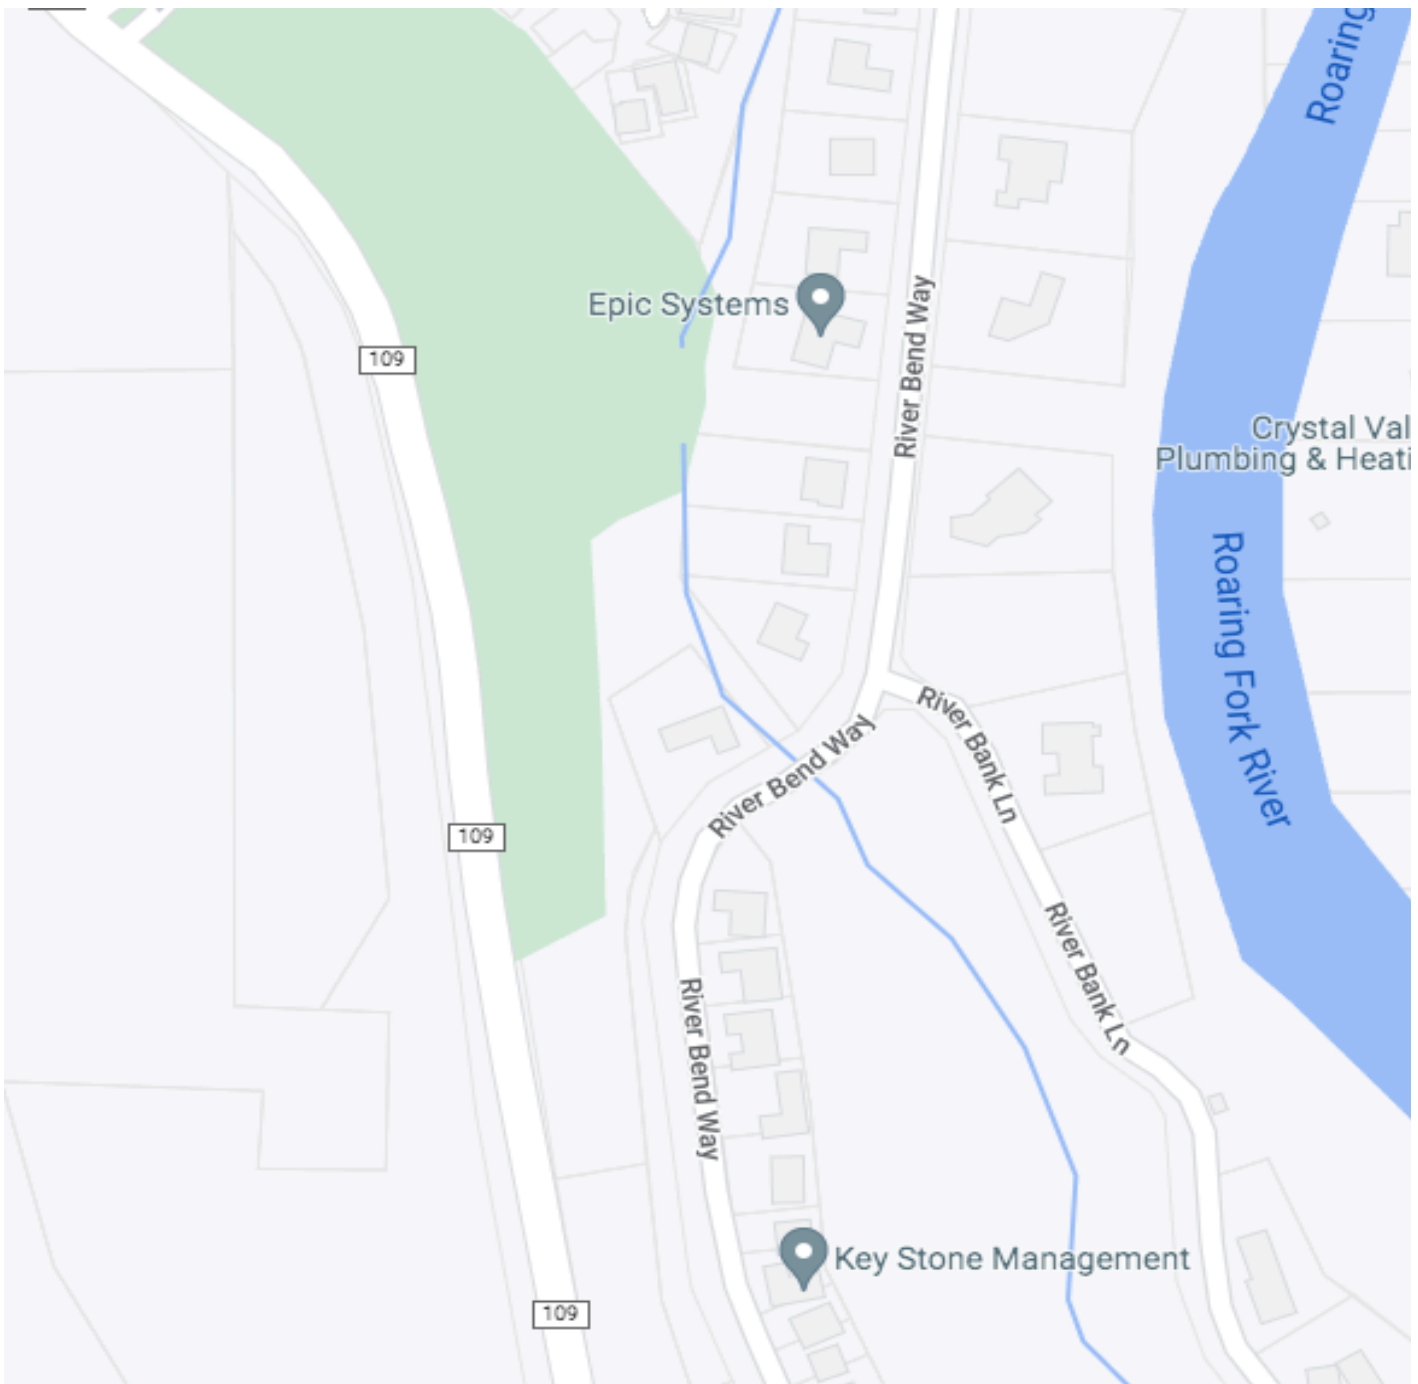 Roaring
Epic Systems
River Bend Way
109
Crystal Val
Plumbing & Heati
Roaring Fork River
River Bank Ln
River Bend Way
109
River Bank Ln
River Bend Way
Key Stone Management
109